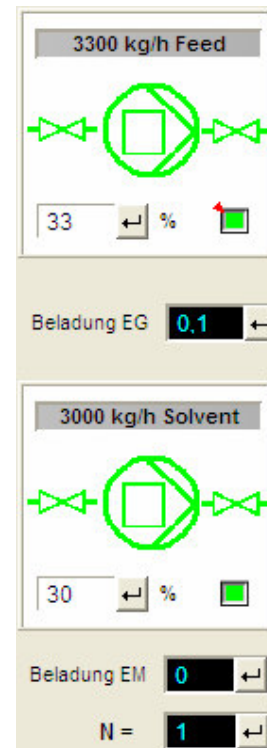 3300 kg/h Feed
33 %
Beladung EG 0,1
3000 kg/h Solvent
30 %
Beladung EM 0
N = 1